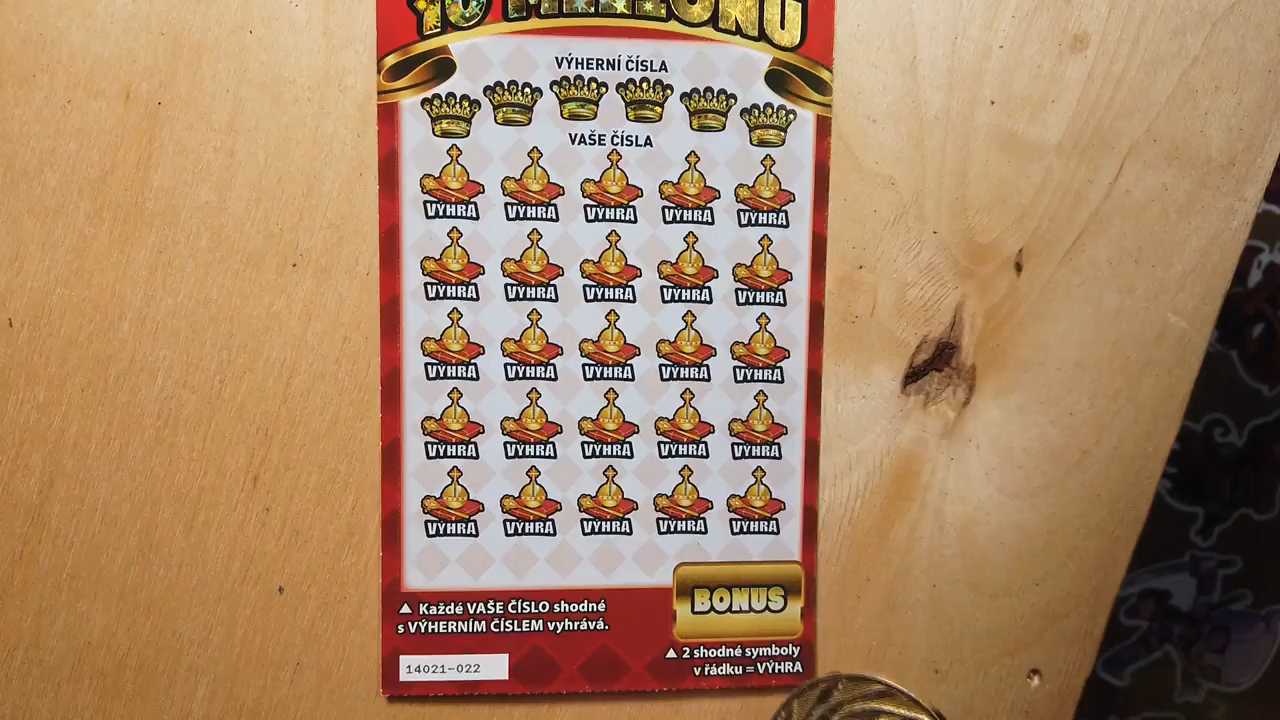 10 MILIONŮ
VÝHERNÍ ČÍSLA
VAŠE ČÍSLA
VÝHRA VÝHRA VÝHRA VÝHRA VÝHRA
VÝHRA VÝHRA VÝHRA VÝHRA VÝHRA
VÝHRA VÝHRA VÝHRA VÝHRA VÝHRA
VÝHRA VÝHRA VÝHRA VÝHRA VÝHRA
VÝHRA VÝHRA VÝHRA VÝHRA VÝHRA
BONUS
Každé VAŠE ČÍSLO shodné
s VÝHERNÍM ČÍSLEM vyhrává.
2 shodné symboly
v řádku = VÝHRA
14021-022